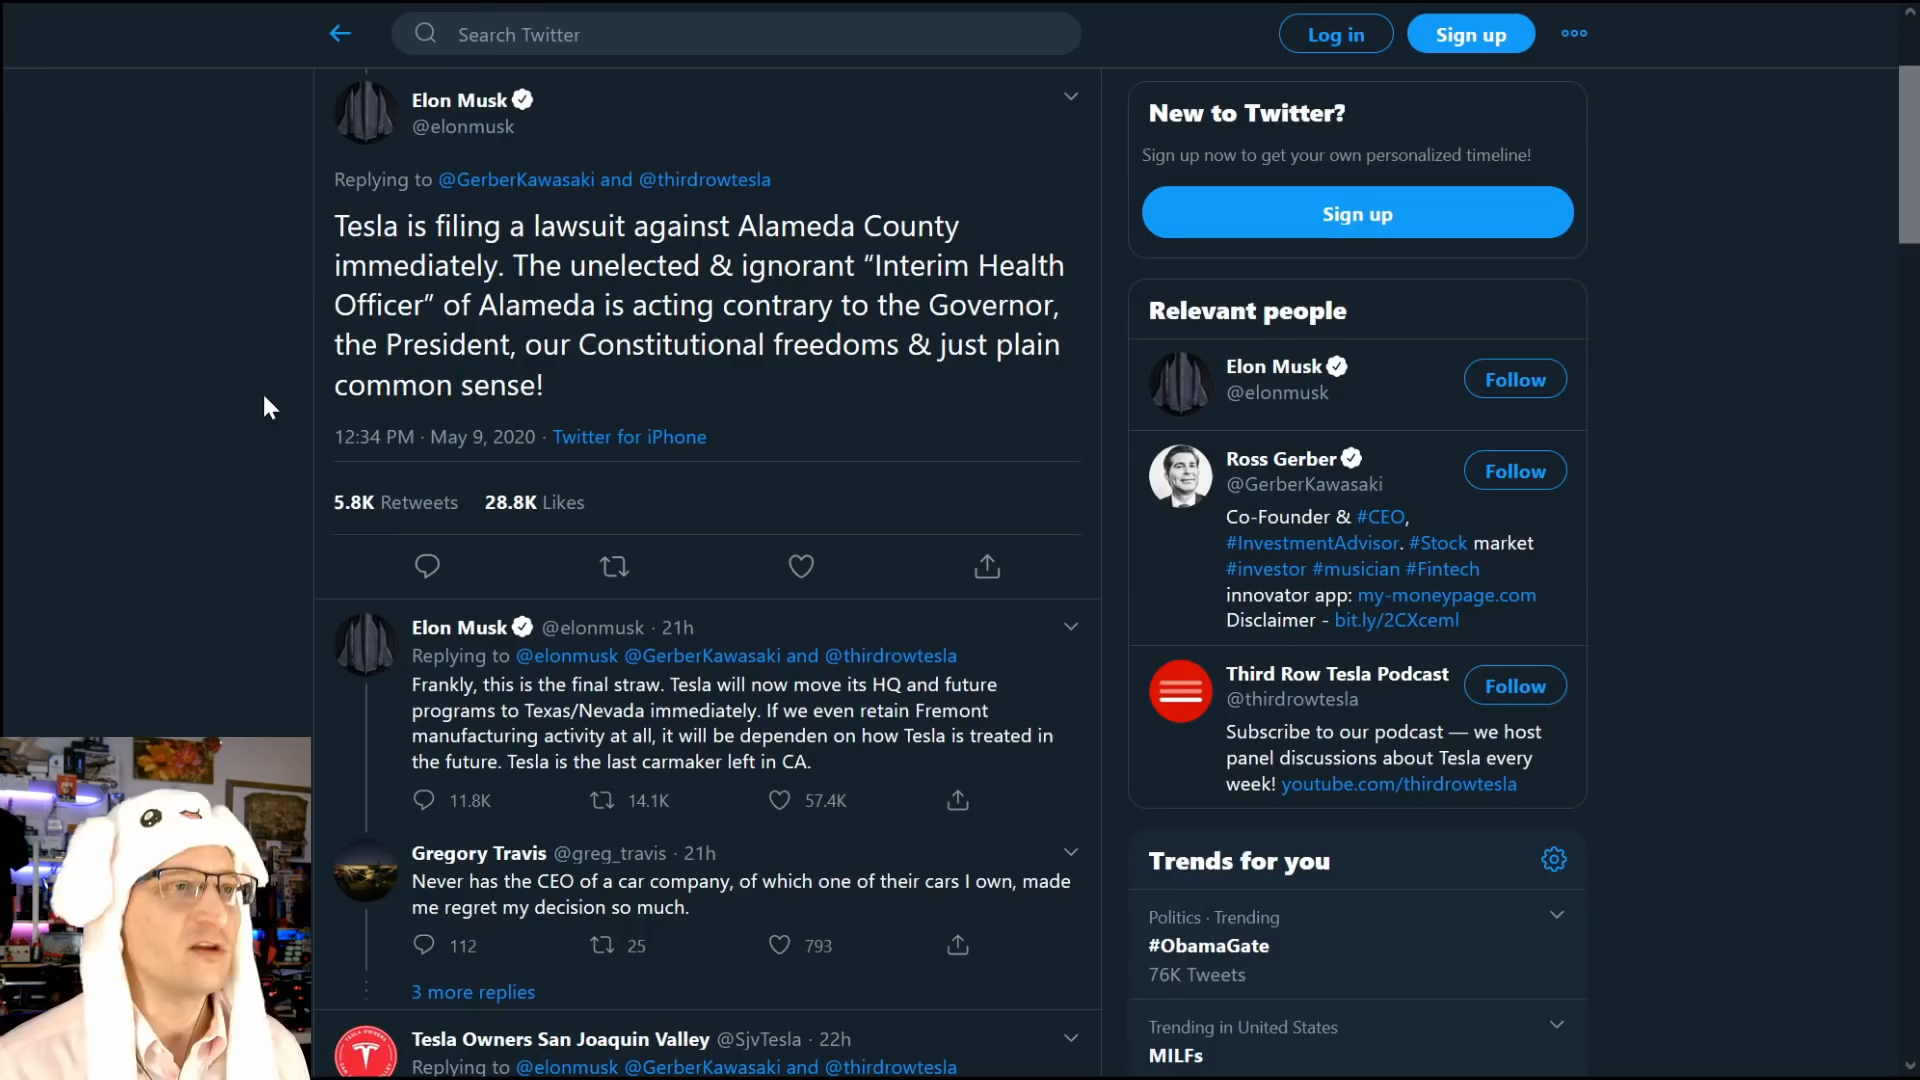 Search Twitter
Log in
Sign up
Elon Musk
@elonmusk
Replying to @GerberKawasaki and @thirdrowtesla
Tesla is filing a lawsuit against Alameda County
immediately. The unelected & ignorant “Interim Health
Officer” of Alameda is acting contrary to the Governor,
the President, our Constitutional freedoms & just plain
common sense!
12:34 PM · May 9, 2020 · Twitter for iPhone
5.8K Retweets 28.8K Likes
Elon Musk @elonmusk · 21h
Replying to @elonmusk @GerberKawasaki and @thirdrowtesla
Frankly, this is the final straw. Tesla will now move its HQ and future
programs to Texas/Nevada immediately. If we even retain Fremont
manufacturing activity at all, it will be dependen on how Tesla is treated in
the future. Tesla is the last carmaker left in CA.
11.8K 14.1K 57.4K
Gregory Travis @greg_travis · 21h
Never has the CEO of a car company, of which one of their cars I own, made
me regret my decision so much.
112 25 793
3 more replies
Tesla Owners San Joaquin Valley @SjvTesla · 22h
Replying to @elonmusk @GerberKawasaki and @thirdrowtesla
New to Twitter?
Sign up now to get your own personalized timeline!
Sign up
Relevant people
Elon Musk
@elonmusk
Follow
Ross Gerber
@GerberKawasaki
Follow
Co-Founder & #CEO,
#InvestmentAdvisor. #Stock market
#investor #musician #Fintech
innovator app: my-moneypage.com
Disclaimer - bit.ly/2CXcemI
Third Row Tesla Podcast
@thirdrowtesla
Follow
Subscribe to our podcast — we host
panel discussions about Tesla every
week! youtube.com/thirdrowtesla
Trends for you
Politics · Trending
#ObamaGate
76K Tweets
Trending in United States
MILFs